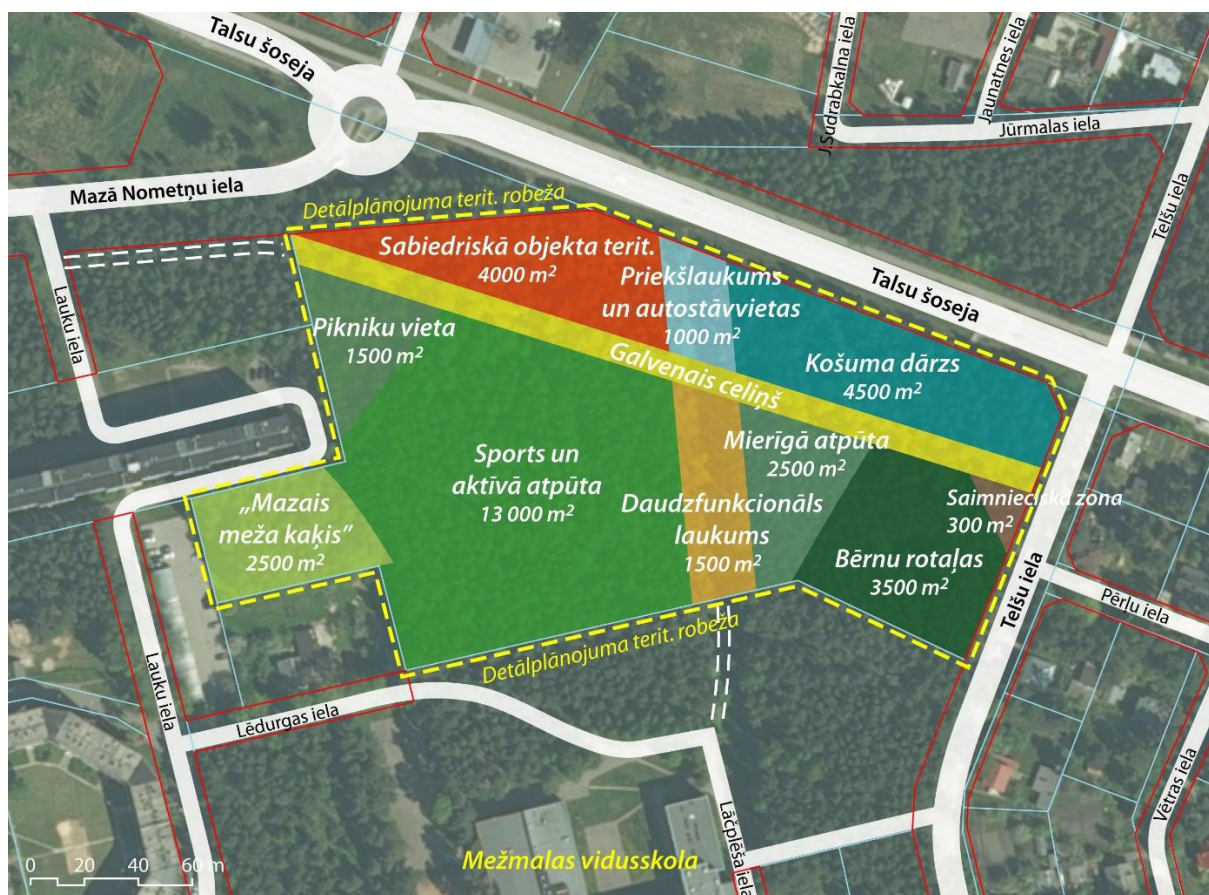 Talsu šoseja
J.Sudrabkalna iela
Jaunatnes iela
Jūrmalas iela
Mazā Nometņu iela
Detālplānojuma terit. robeža
Telšu iela
Sabiedriskā objekta terit.
4000 m²
Priekšlaukums
un autostāvvietas
1000 m²
Talsu šoseja
Lauku iela
Pikniku vieta
1500 m²
Galvenais celiņš
Košuma dārzs
4500 m²
Mierīgā atpūta
2500 m²
Sports un
aktīvā atpūta
13 000 m²
Saimnieciskā zona
300 m²
„Mazais
meža kaķis”
2500 m²
Daudzfunkcionāls
laukums
1500 m²
Bērnu rotaļas
3500 m²
Telšu iela
Pērļu iela
Detālplānojuma terit. robeža
Lauku iela
Lēdurgas iela
Vētras iela
Lāčplēša iela
Mežmalas vidusskola
0 20 40 60 m